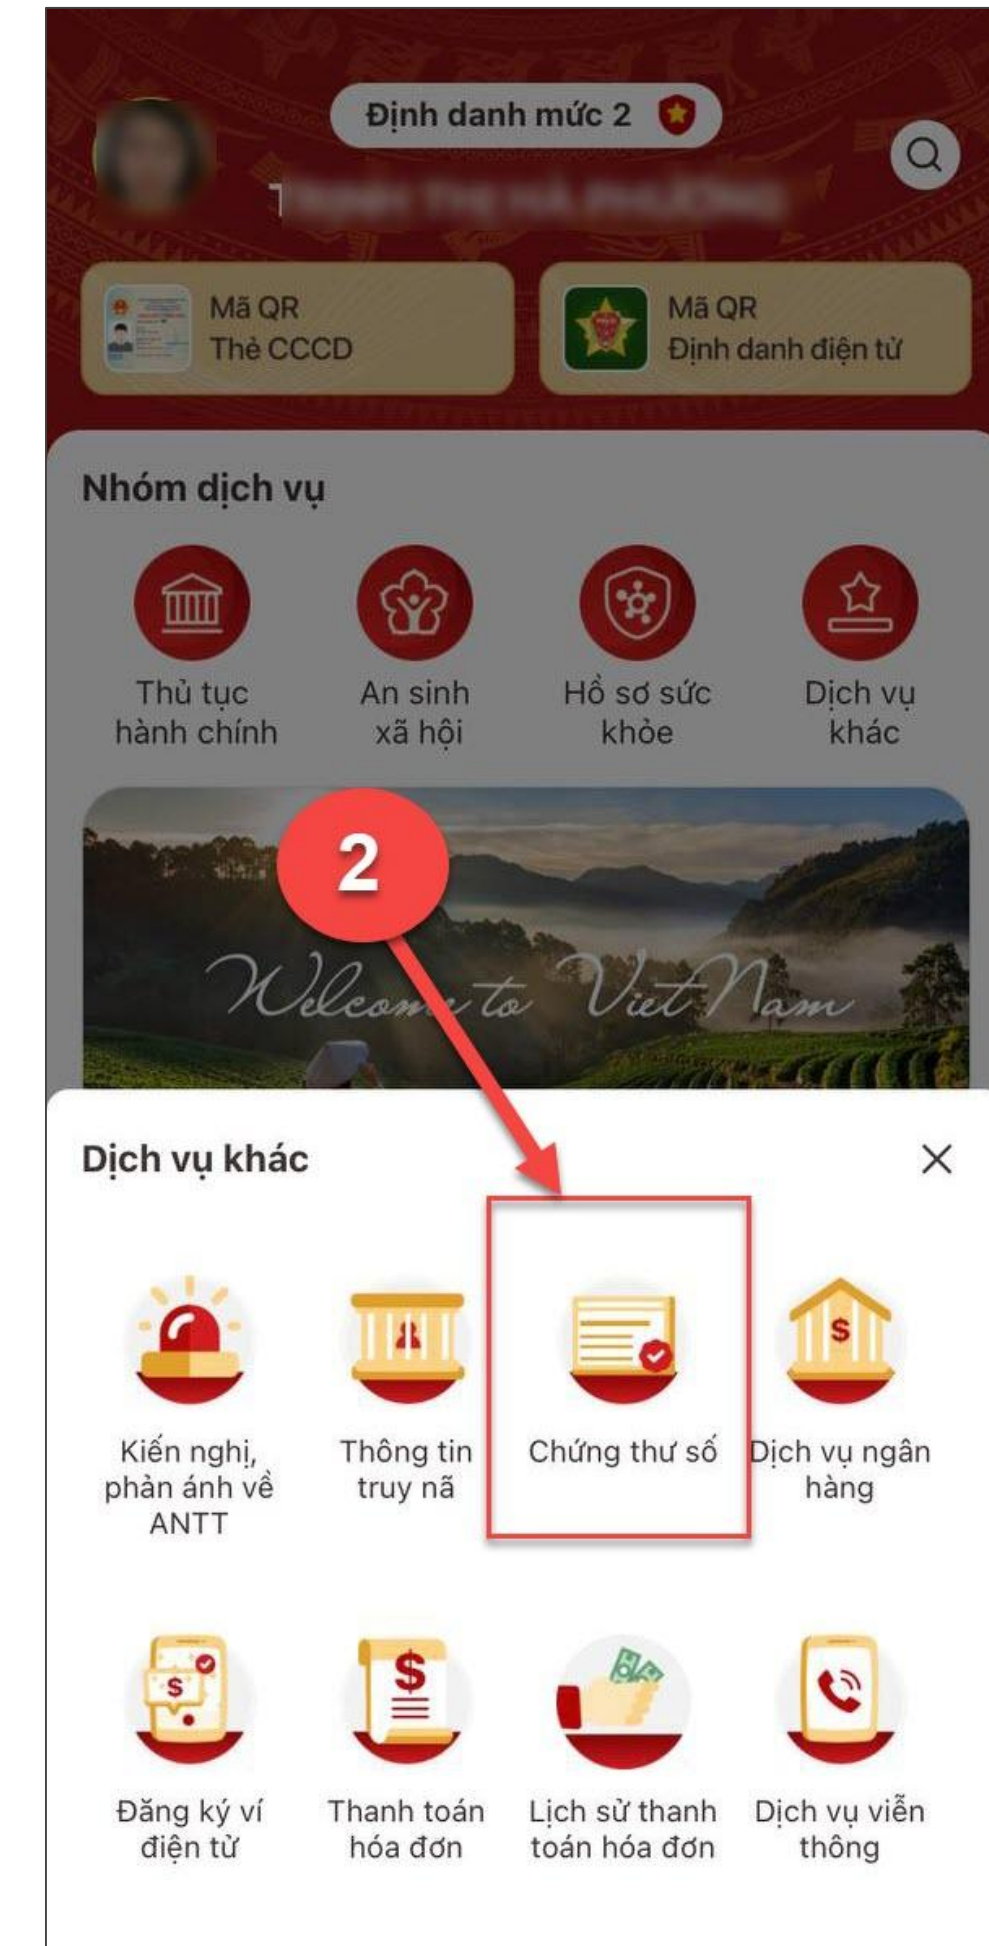 Định danh mức 2
Mã QR
Thẻ CCCD
Mã QR
Định danh điện tử
Nhóm dịch vụ
Thủ tục
hành chính
An sinh
xã hội
Hồ sơ sức
khỏe
Dịch vụ
khác
2
Welcome to Việt Nam
Dịch vụ khác
Kiến nghị,
phản ánh về
ANTT
Thông tin
truy nã
Chứng thư số
Dịch vụ ngân
hàng
Đăng ký ví
điện tử
Thanh toán
hóa đơn
Lịch sử thanh
toán hóa đơn
Dịch vụ viễn
thông